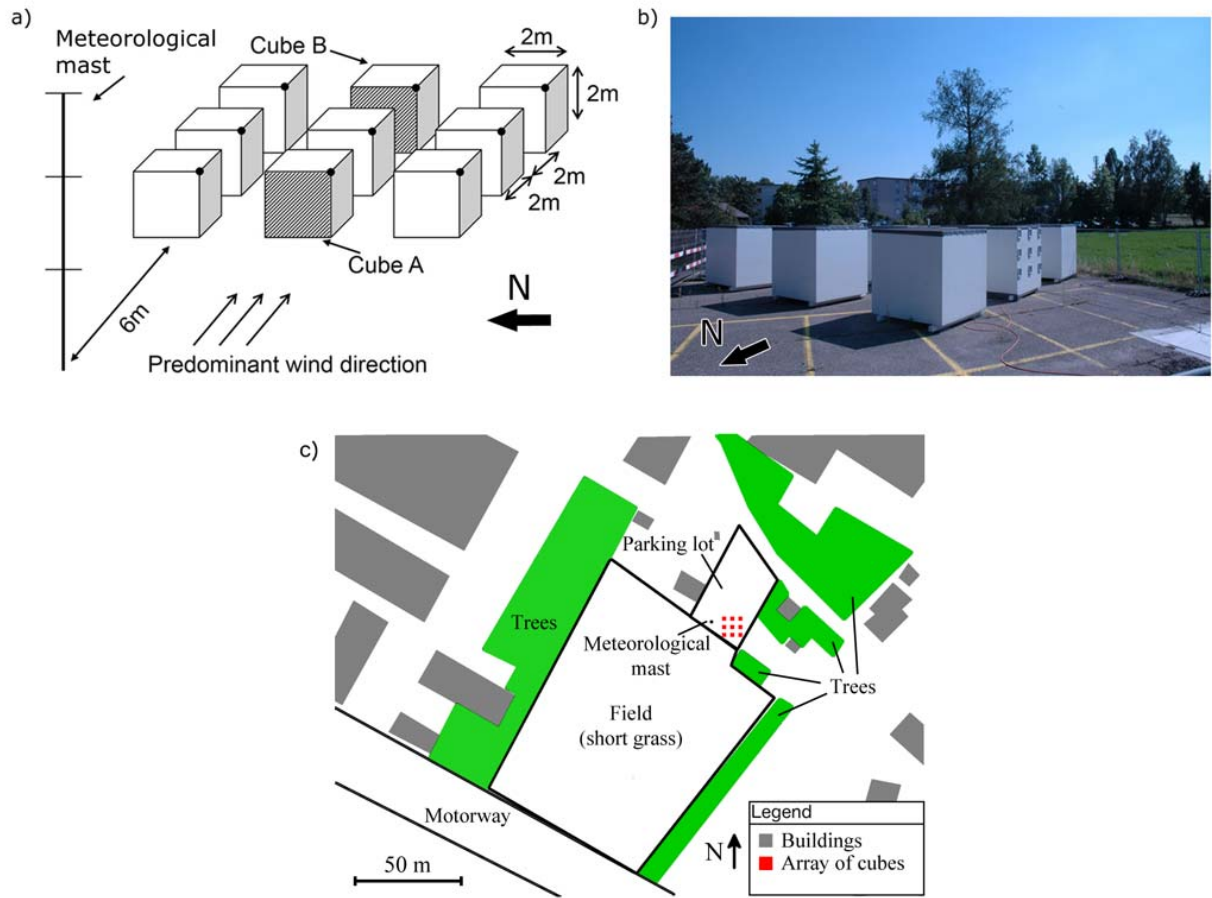 a)
Meteorological
mast
Cube B
2m
2m
2m
2m
Cube A
6m
N
Predominant wind direction
b)
N
c)
Parking lot
Trees
Meteorological
mast
Trees
Field
(short grass)
Motorway
50 m
N
Legend
Buildings
Array of cubes